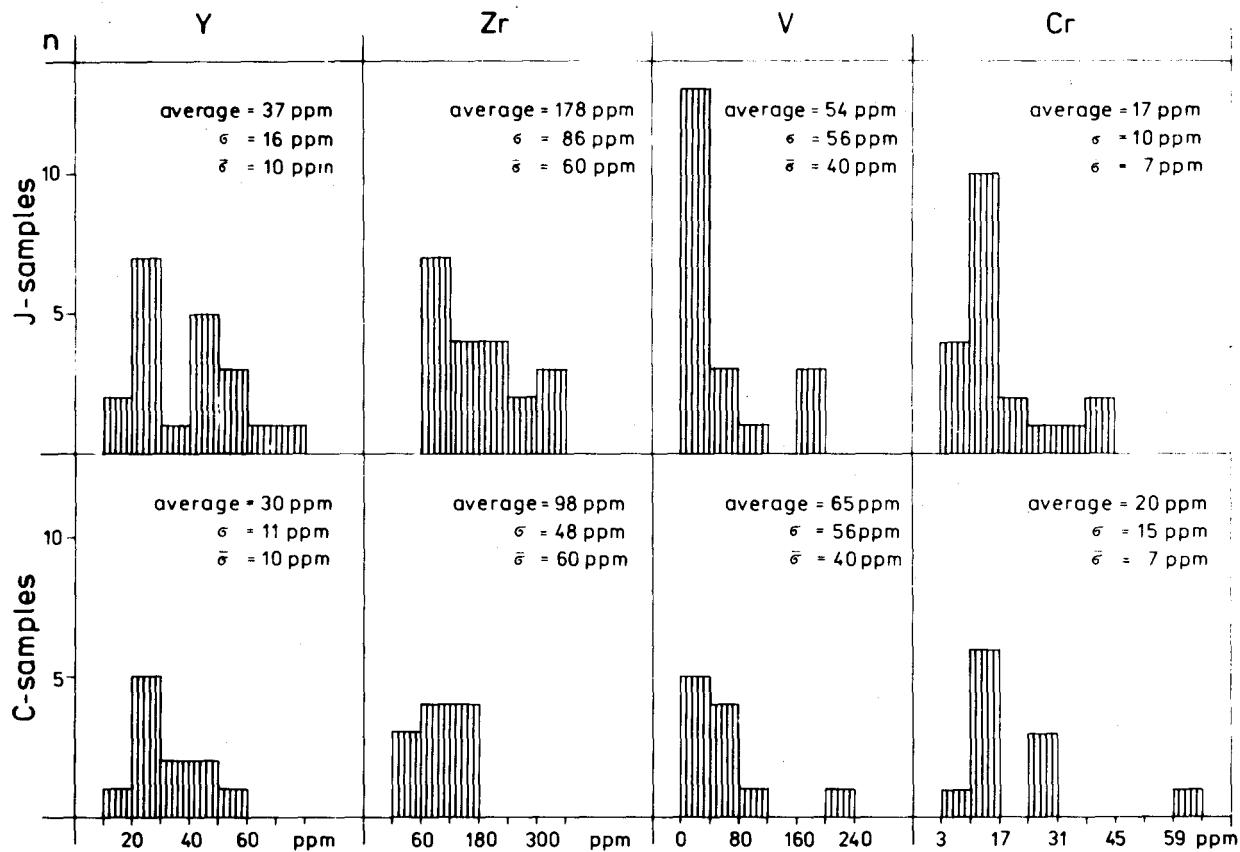 n Y Zr V Cr
average = 37 ppm
σ = 16 ppm
σ̄ = 10 ppm
average = 178 ppm
σ = 86 ppm
σ̄ = 60 ppm
average = 54 ppm
σ = 56 ppm
σ̄ = 40 ppm
average = 17 ppm
σ = 10 ppm
σ = 7 ppm
J-samples
10
5
average = 30 ppm
σ = 11 ppm
σ̄ = 10 ppm
average = 98 ppm
σ = 48 ppm
σ̄ = 60 ppm
average = 65 ppm
σ = 56 ppm
σ̄ = 40 ppm
average = 20 ppm
σ = 15 ppm
σ̄ = 7 ppm
C-samples
10
5
20 40 60 ppm
60 180 300 ppm
0 80 160 240
3 17 31 45 59 ppm